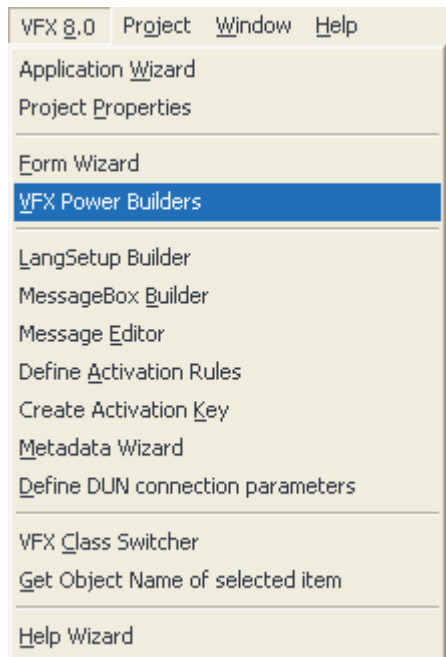 VFX 8.0 Project Window Help
Application Wizard
Project Properties
Form Wizard
VFX Power Builders
LangSetup Builder
MessageBox Builder
Message Editor
Define Activation Rules
Create Activation Key
Metadata Wizard
Define DUN connection parameters
VFX Class Switcher
Get Object Name of selected item
Help Wizard